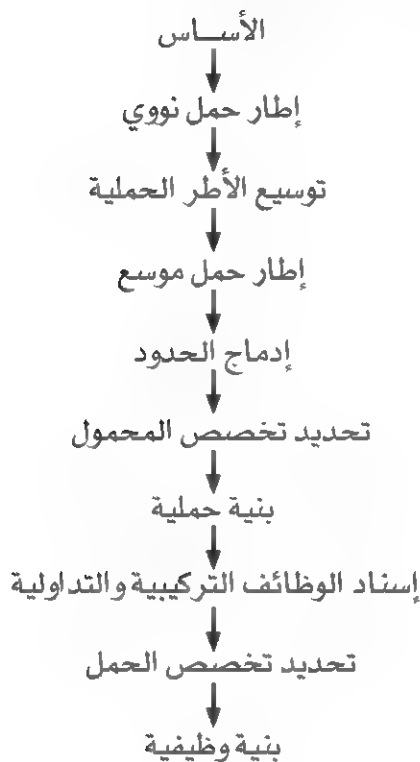 الأساس
إطار حمل نووي
توسيع الأطر الحملية
إطار حمل موسع
إدماج الحدود
تحديد تخصص المحمول
بنية حملية
إسناد الوظائف التركيبية والتداولية
تحديد تخصص الحمل
بنية وظيفية